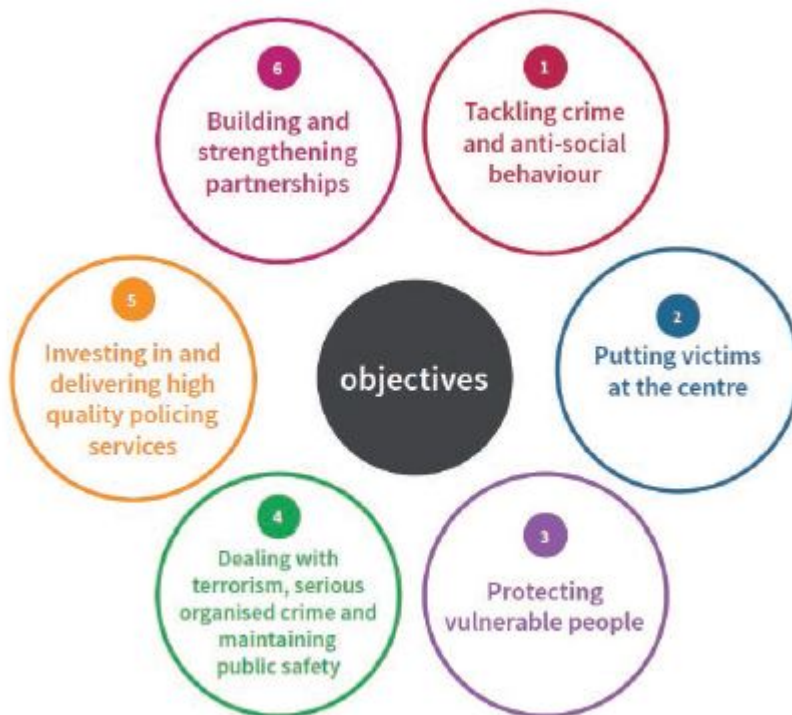 6
Building and
strengthening
partnerships
1
Tackling crime
and anti-social
behaviour
5
Investing in and
delivering high
quality policing
services
objectives
2
Putting victims
at the centre
4
Dealing with
terrorism, serious
organised crime and
maintaining
public safety
3
Protecting
vulnerable people